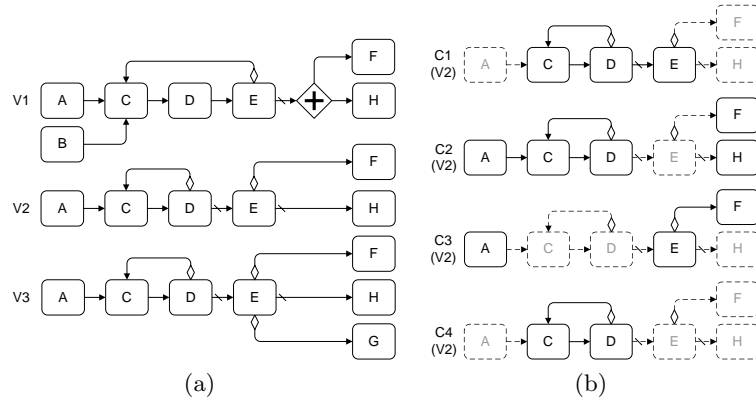 F
V1 A C D E H
B
F
V2 A C D E H
F
V3 A C D E H
G
(a)
F
C1
(V2) A C D E H
F
C2
(V2) A C D E H
F
C3
(V2) A C D E H
F
C4
(V2) A C D E H
(b)